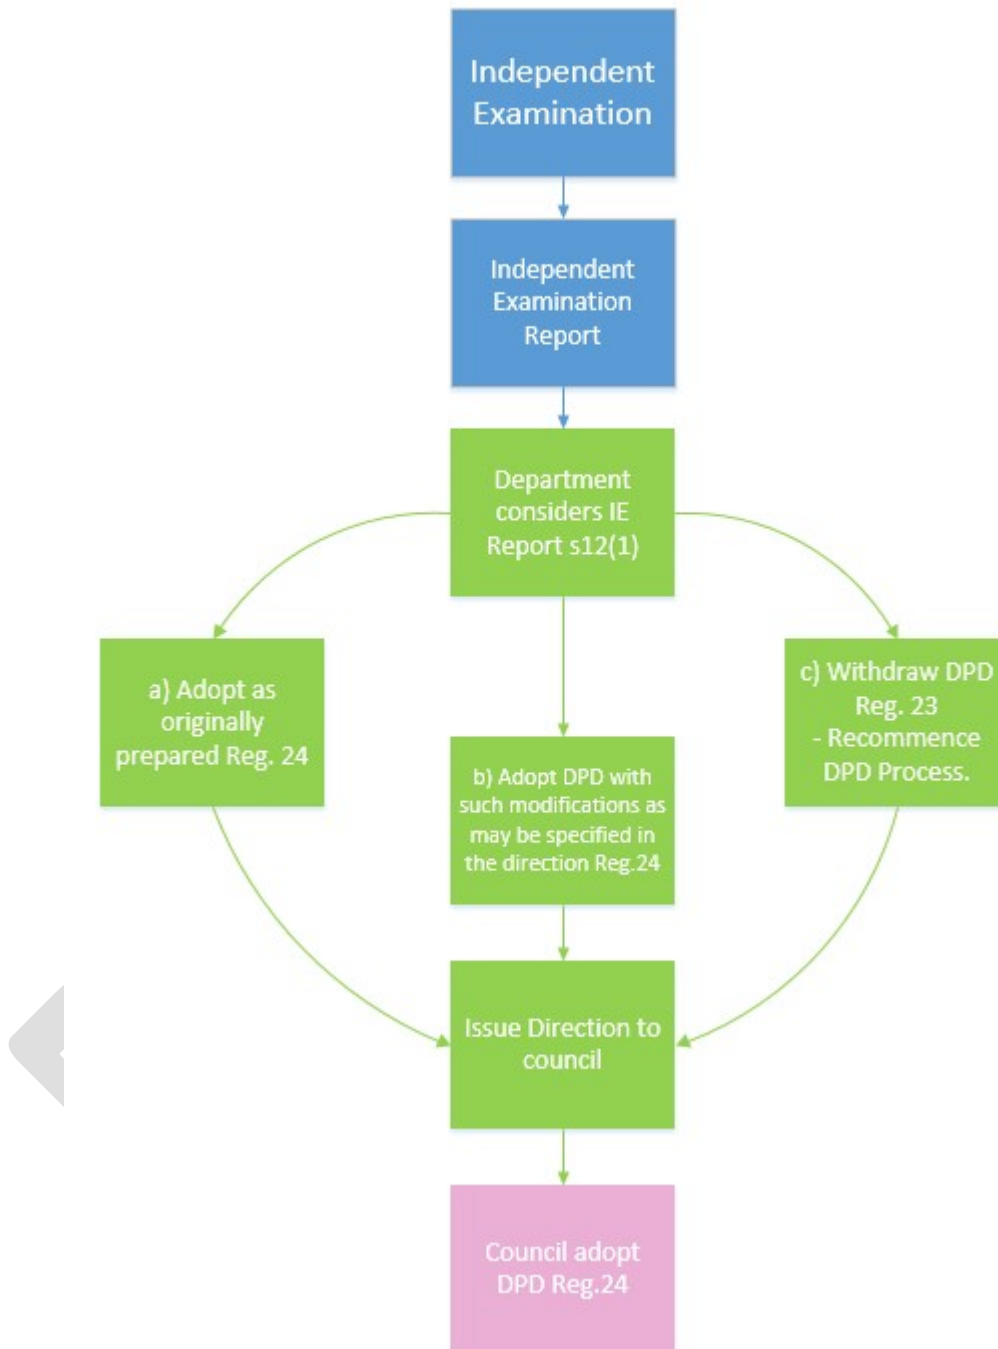 Independent
Examination
Independent
Examination
Report
Department
considers IE
Report s12(1)
a) Adopt as
originally
prepared Reg. 24
b) Adopt DPD with
such modifications as
may be specified in
the direction Reg.24
c) Withdraw DPD
Reg. 23
- Recommence
DPD Process.
Issue Direction to
council
Council adopt
DPD Reg.24